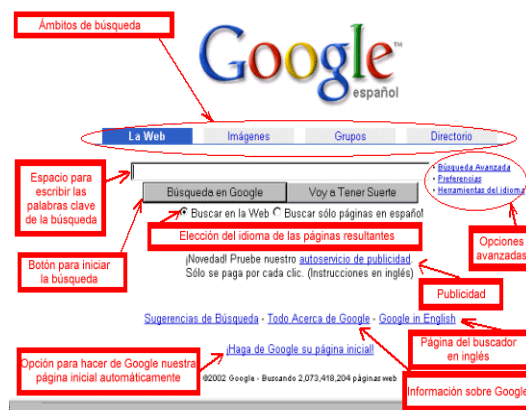 Ámbitos de búsqueda
Google™
español
La Web Imágenes Grupos Directorio
Espacio para
escribir las
palabras clave
de la búsqueda
• Búsqueda Avanzada
• Preferencias
• Herramientas del idioma
Búsqueda en Google Voy a Tener Suerte
Buscar en la Web Buscar sólo páginas en español
Elección del idioma de las páginas resultantes
Opciones
avanzadas
Botón para iniciar
la búsqueda
¡Novedad! Pruebe nuestro autoservicio de publicidad.
Sólo se paga por cada clic. (Instrucciones en inglés)
Publicidad
Sugerencias de Búsqueda - Todo Acerca de Google - Google in English
Página del buscador
en inglés
¡Haga de Google su página inicial!
Opción para hacer de Google nuestra
página inicial automáticamente
©2002 Google - Buscando 2,073,418,204 páginas web
Información sobre Google